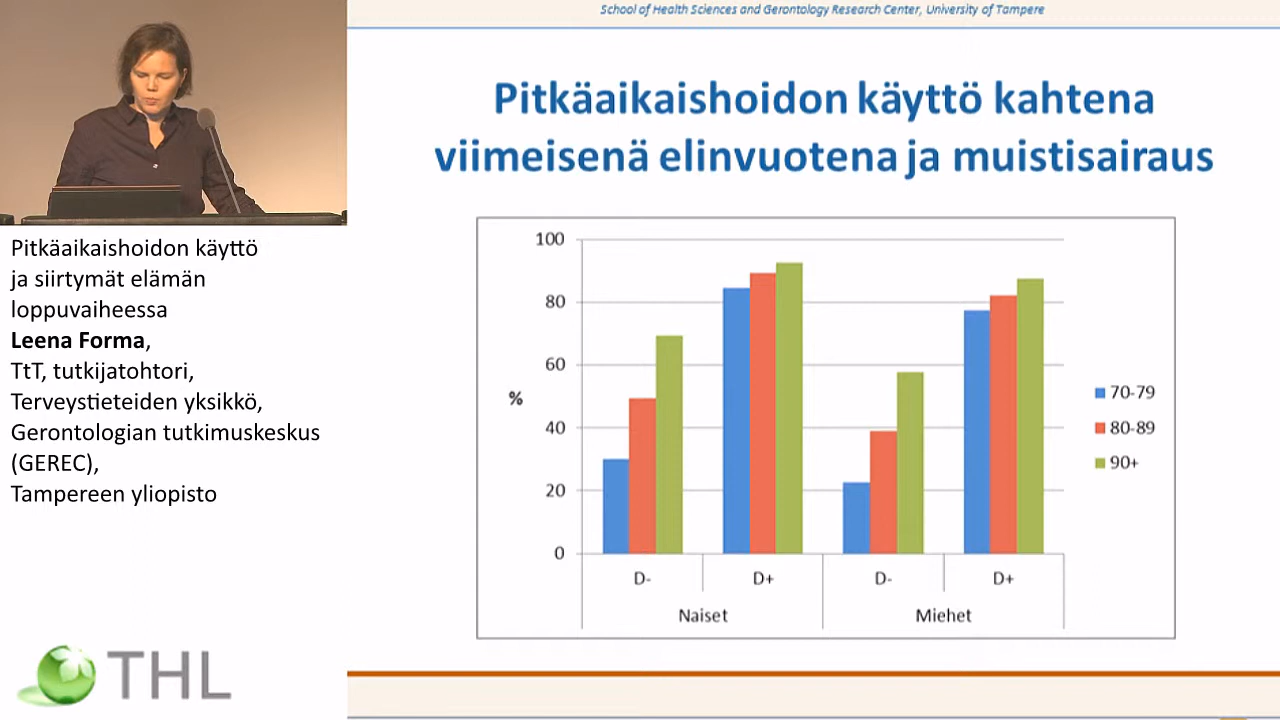 School of Health Sciences and Gerontology Research Center, University of Tampere
Pitkäaikaishoidon käyttö kahtena
viimeisenä elinvuotena ja muistisairaus
100
80
60
40
20
0
%
D-
D+
D-
D+
Naiset
Miehet
70-79
80-89
90+
Pitkäaikaishoidon käyttö
ja siirtymät elämän
loppuvaiheessa
Leena Forma,
TtT, tutkijatohtori,
Terveystieteiden yksikkö,
Gerontologian tutkimuskeskus
(GEREC),
Tampereen yliopisto
THL